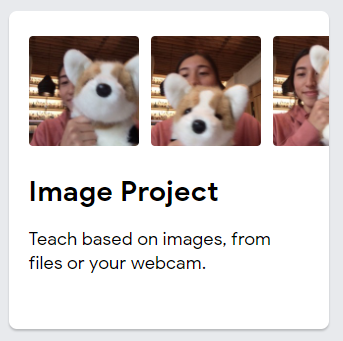 Image Project
Teach based on images, from
files or your webcam.